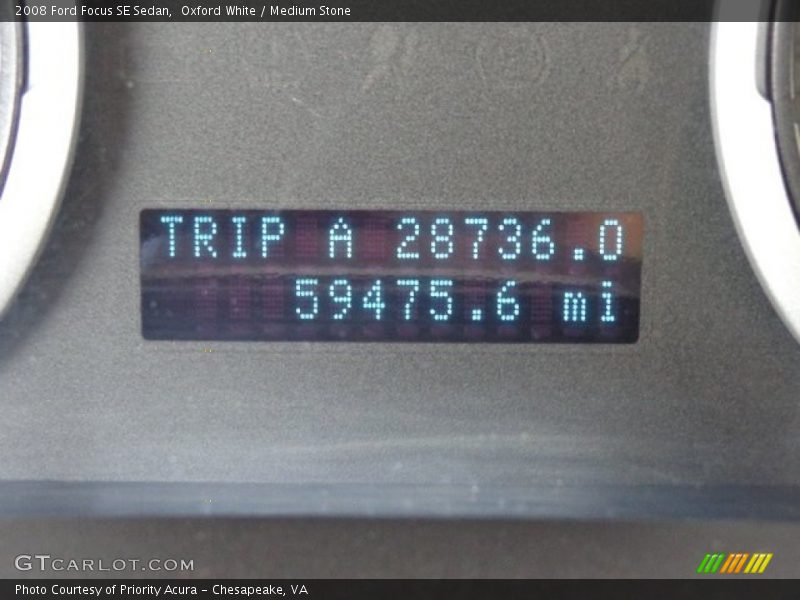 2008 Ford Focus SE Sedan,  Oxford White / Medium Stone
TRIP A 28736.0
59475.6 mi
GTCARLOT.COM
Photo Courtesy of Priority Acura - Chesapeake, VA